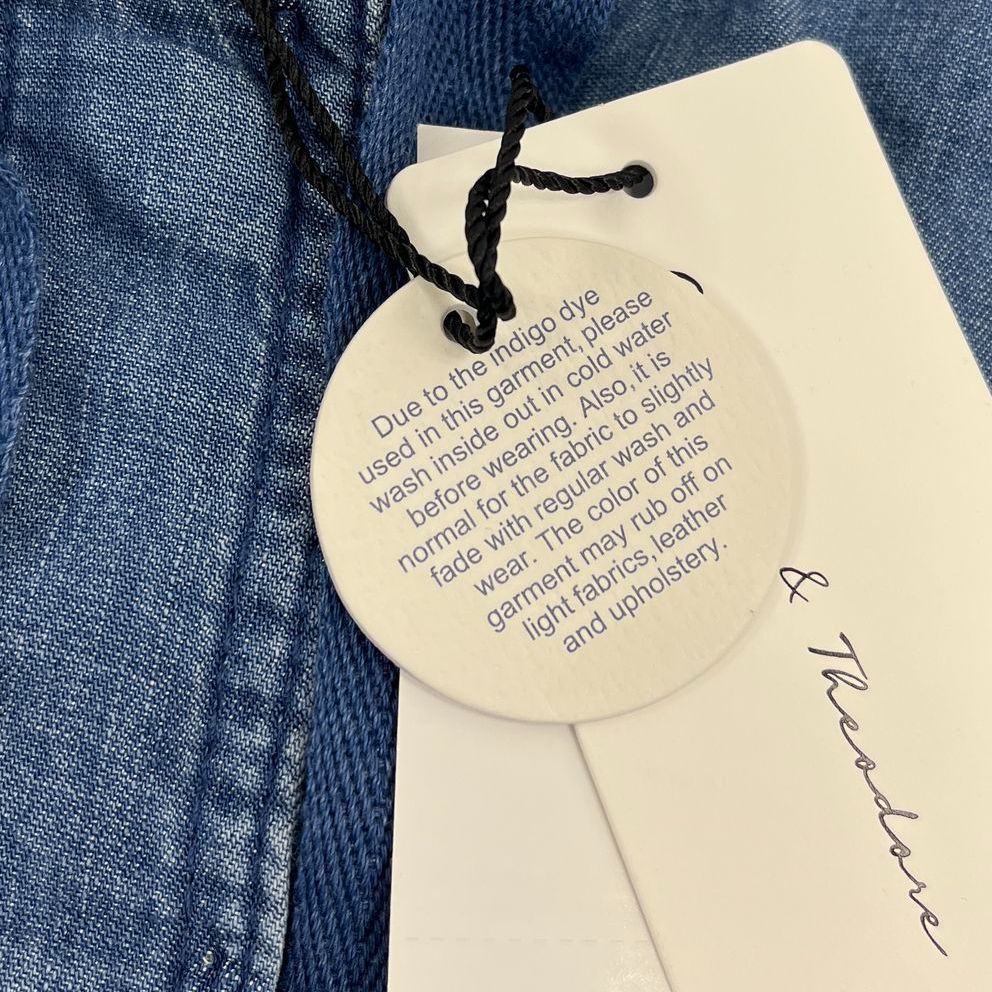 Due to the indigo dye
used in this garment, please
wash inside out in cold water
before wearing. Also, it is
normal for the fabric to slightly
fade with regular wash and
wear. The color of this
garment may rub off on
light fabrics, leather
and upholstery.
& Theodore